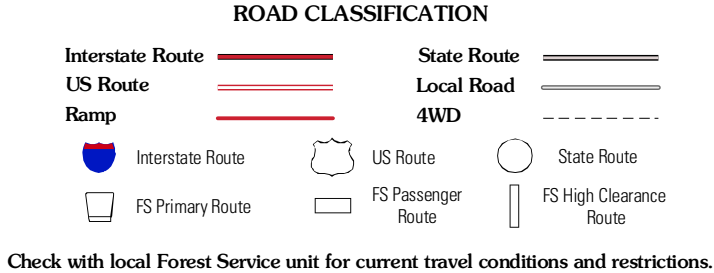 ROAD CLASSIFICATION
Interstate Route
State Route
US Route
Local Road
Ramp
4WD
Interstate Route
US Route
State Route
FS Primary Route
FS Passenger
Route
FS High Clearance
Route
Check with local Forest Service unit for current travel conditions and restrictions.